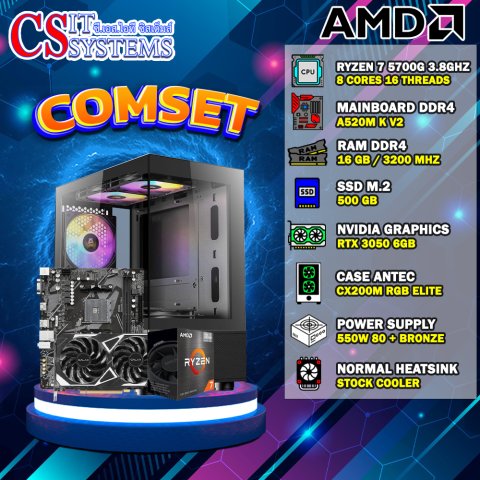 CS IT SYSTEMS
ซี.เอส.ไอที ซิสเต็มส์
AMD
COMSET
CPU
RYZEN 7 5700G 3.8GHZ
8 CORES 16 THREADS
MAINBOARD DDR4
A520M K V2
RAM
RAM
RAM DDR4
16 GB / 3200 MHZ
SSD
SSD M.2
500 GB
NVIDIA GRAPHICS
RTX 3050 6GB
CASE ANTEC
CX200M RGB ELITE
POWER SUPPLY
550W 80 + BRONZE
NORMAL HEATSINK
STOCK COOLER
AMD
RYZEN
7